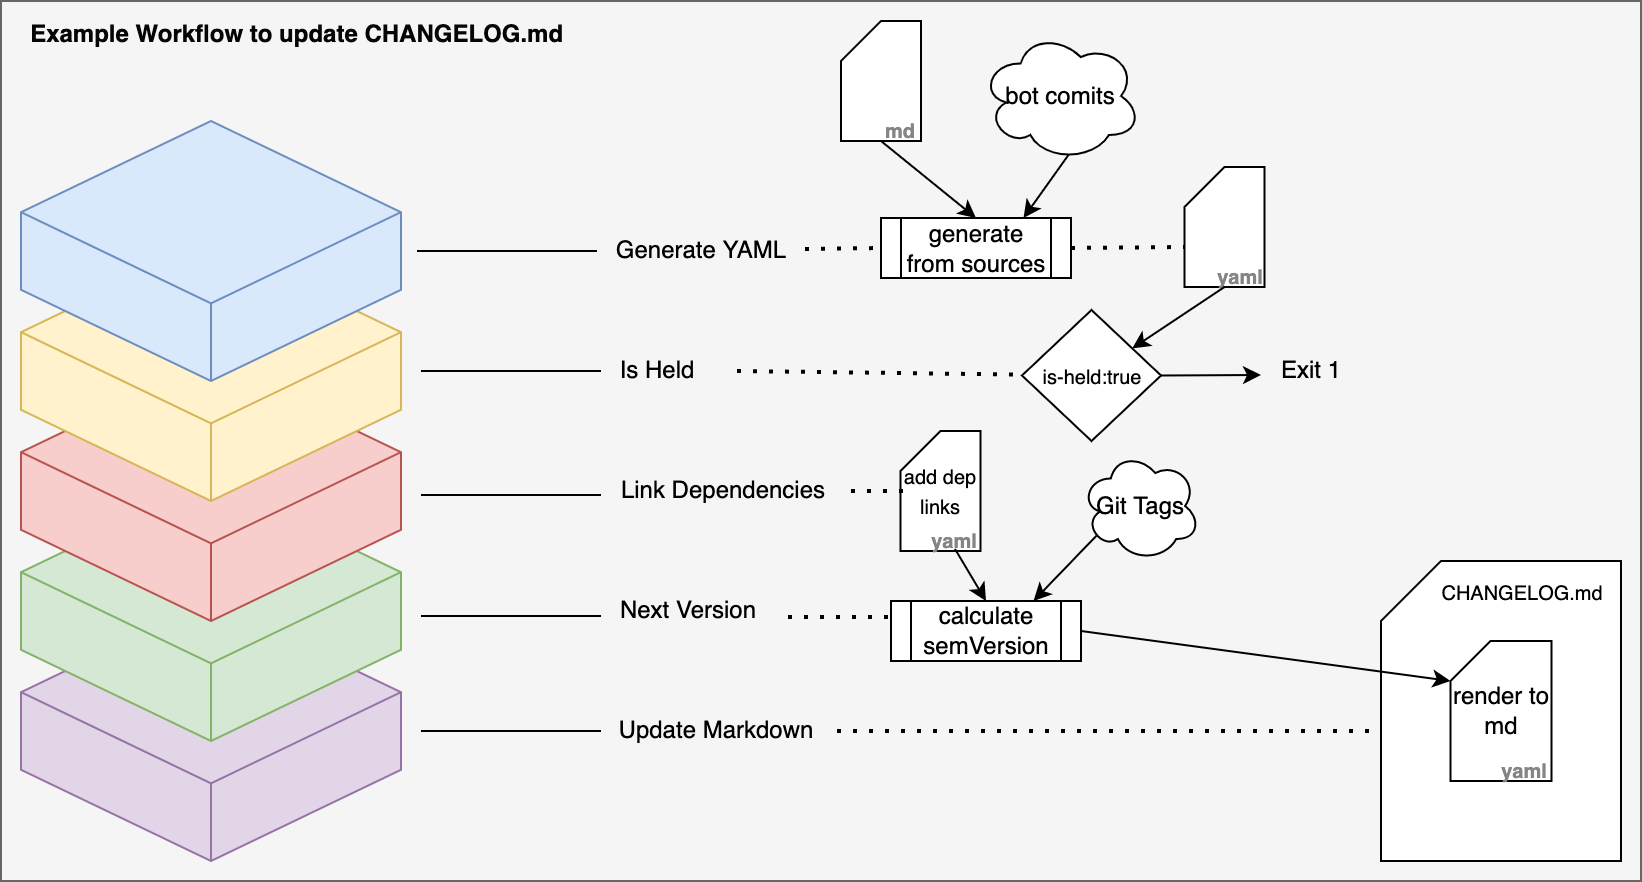 Example Workflow to update CHANGELOG.md
md
bot comits
Generate YAML
generate
from sources
yaml
Is Held
is-held:true
Exit 1
Link Dependencies
add dep
links
yaml
Git Tags
Next Version
calculate
semVersion
CHANGELOG.md
render to
md
yaml
Update Markdown